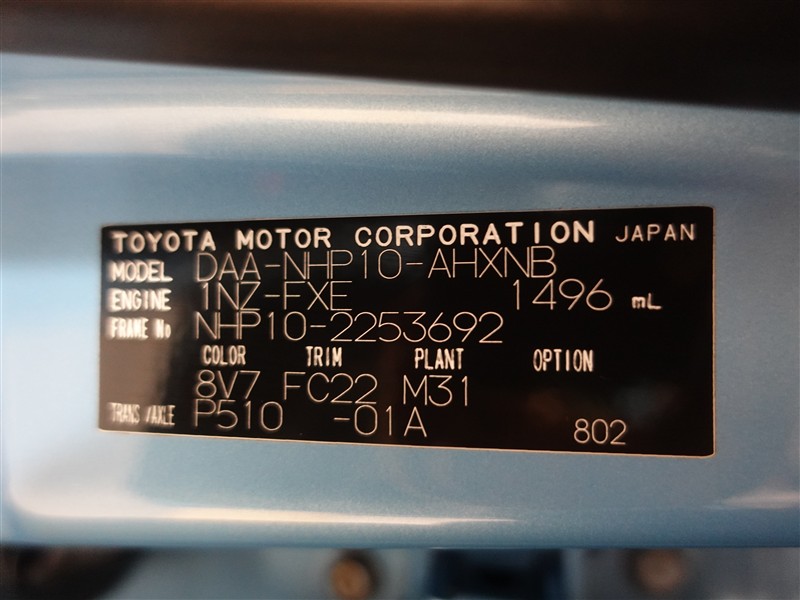 TOYOTA MOTOR CORPORATION JAPAN
MODEL DAA-NHP10-AHXNB
ENGINE 1NZ-FXE 1496 mL
FRAME No NHP10-2253692
COLOR TRIM PLANT OPTION
8V7 FC22 M31
TRANS/AXLE P510 -01A 802